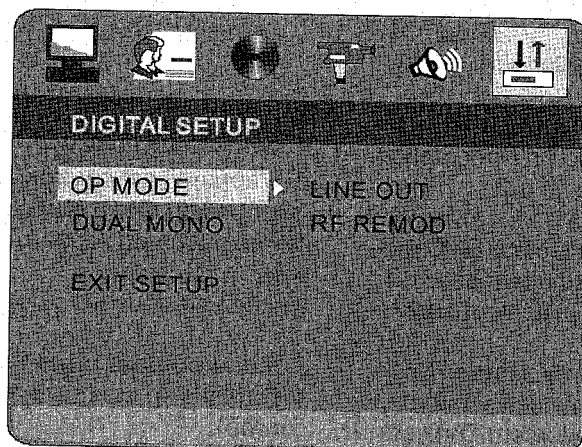 DIGITAL SETUP
OP MODE LINE OUT
DUAL MONO RF REMOD
EXIT SETUP